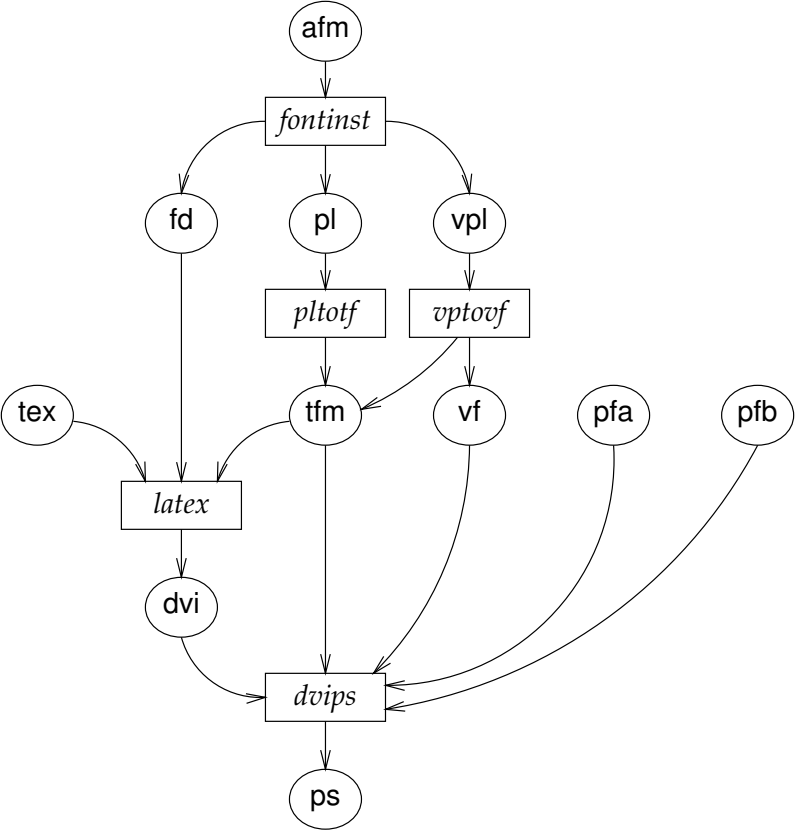 afm
fontinst
fd
pl
vpl
pltotf
vptovf
tex
tfm
vf
pfa
pfb
latex
dvi
dvips
ps